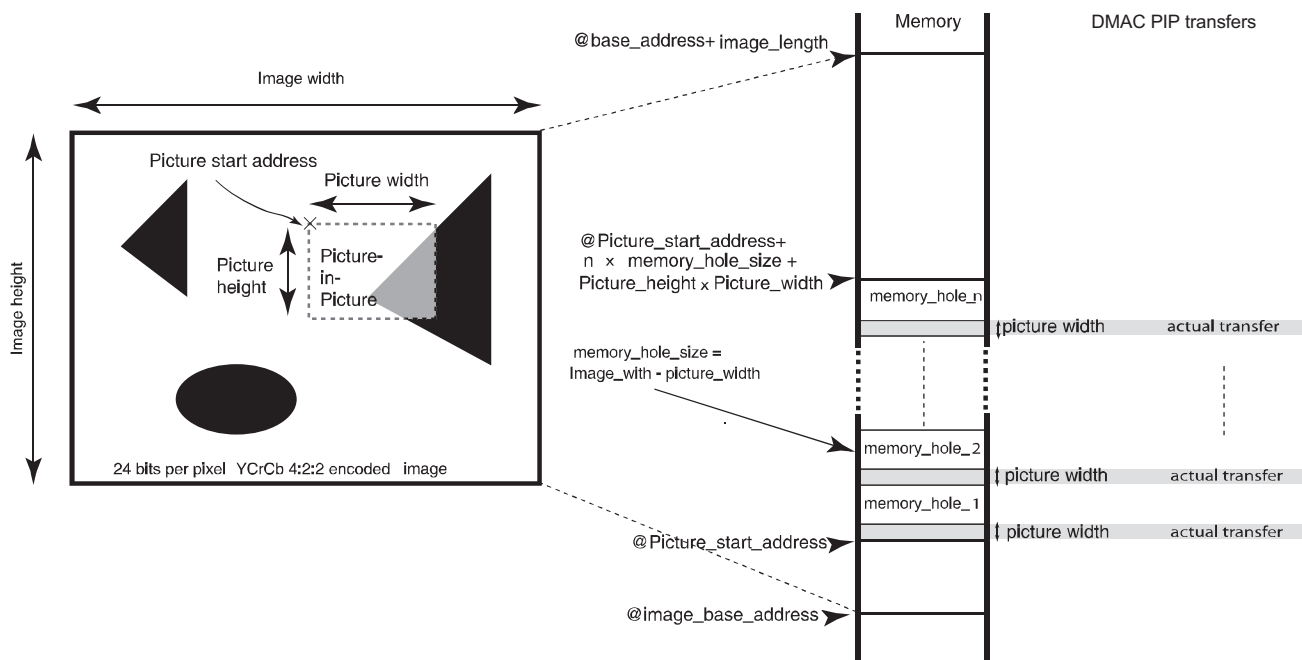 Memory
DMAC PIP transfers
@base_address+ image_length
Image width
Picture start address
Picture width
Image height
Picture
height
Picture-
in-
Picture
24 bits per pixel YCrCb 4:2:2 encoded image
@Picture_start_address+
n x memory_hole_size +
Picture_height x Picture_width
memory_hole_n
picture width
actual transfer
memory_hole_size =
Image_with - picture_width
memory_hole_2
picture width
actual transfer
memory_hole_1
picture width
actual transfer
@Picture_start_address
@image_base_address